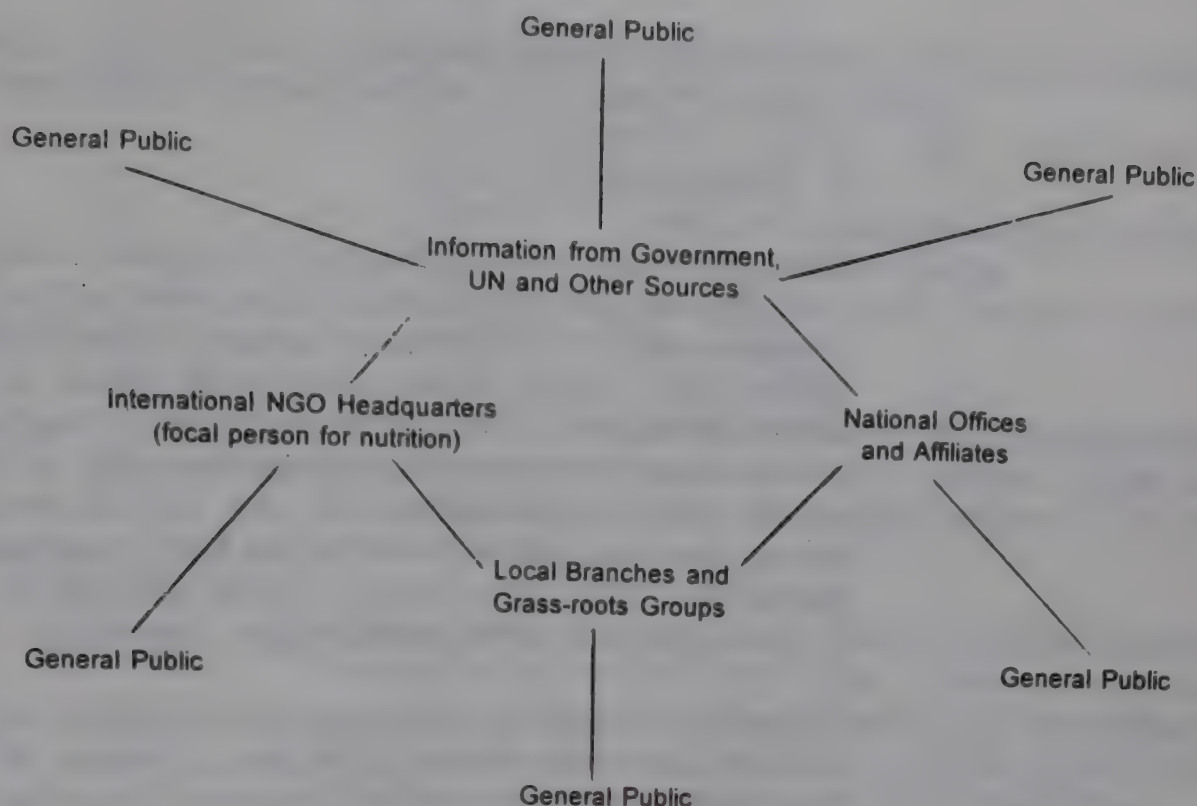 General Public
General Public
General Public
Information from Government,
UN and Other Sources
International NGO Headquarters
(focal person for nutrition)
National Offices
and Affiliates
Local Branches and
Grass-roots Groups
General Public
General Public
General Public